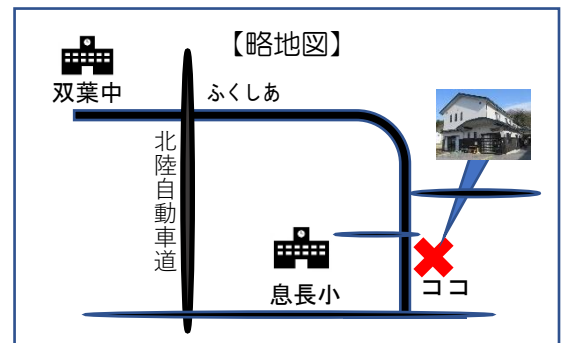 【略地図】
双葉中
ふくしあ
北陸自動車道
息長小
ココ